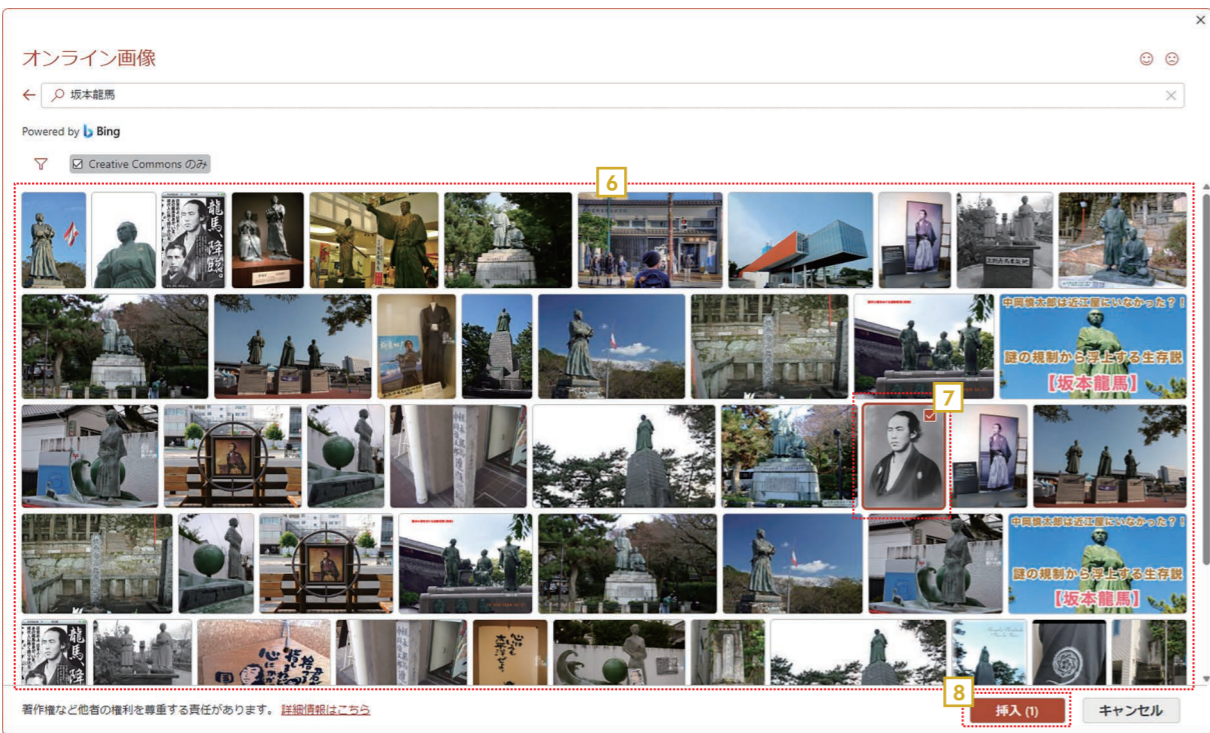 オンライン画像
坂本龍馬
Powered by Bing
Creative Commons のみ
6
龍馬、降臨。
中岡慎太郎は近江屋にいなかった？！
謎の規制から浮上する生存説
【坂本龍馬】
7
中岡慎太郎は近江屋にいなかった？！
謎の規制から浮上する生存説
【坂本龍馬】
龍馬、降
8
著作権など他者の権利を尊重する責任があります。 詳細情報はこちら
挿入 (1)
キャンセル